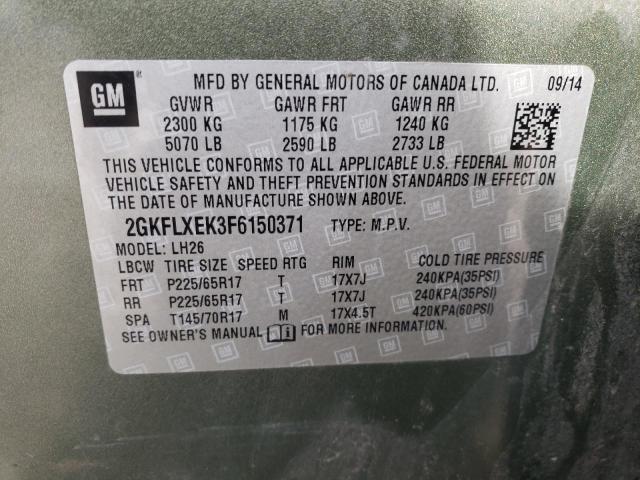 GM MFD BY GENERAL MOTORS OF CANADA LTD. 09/14
GVWR GAWR FRT GAWR RR
2300 KG 1175 KG 1240 KG
5070 LB 2590 LB 2733 LB
THIS VEHICLE CONFORMS TO ALL APPLICABLE U.S. FEDERAL MOTOR
VEHICLE SAFETY AND THEFT PREVENTION STANDARDS IN EFFECT ON
THE DATE OF MANUFACTURE SHOWN ABOVE.
2GKFLXEK3F6150371 TYPE: M.P.V.
MODEL: LH26
LBCW TIRE SIZE SPEED RTG RIM COLD TIRE PRESSURE
FRT P225/65R17 T 17X7J 240KPA(35PSI)
RR P225/65R17 T 17X7J 240KPA(35PSI)
SPA T145/70R17 M 17X4.5T 420KPA(60PSI)
SEE OWNER'S MANUAL i FOR MORE INFORMATION.